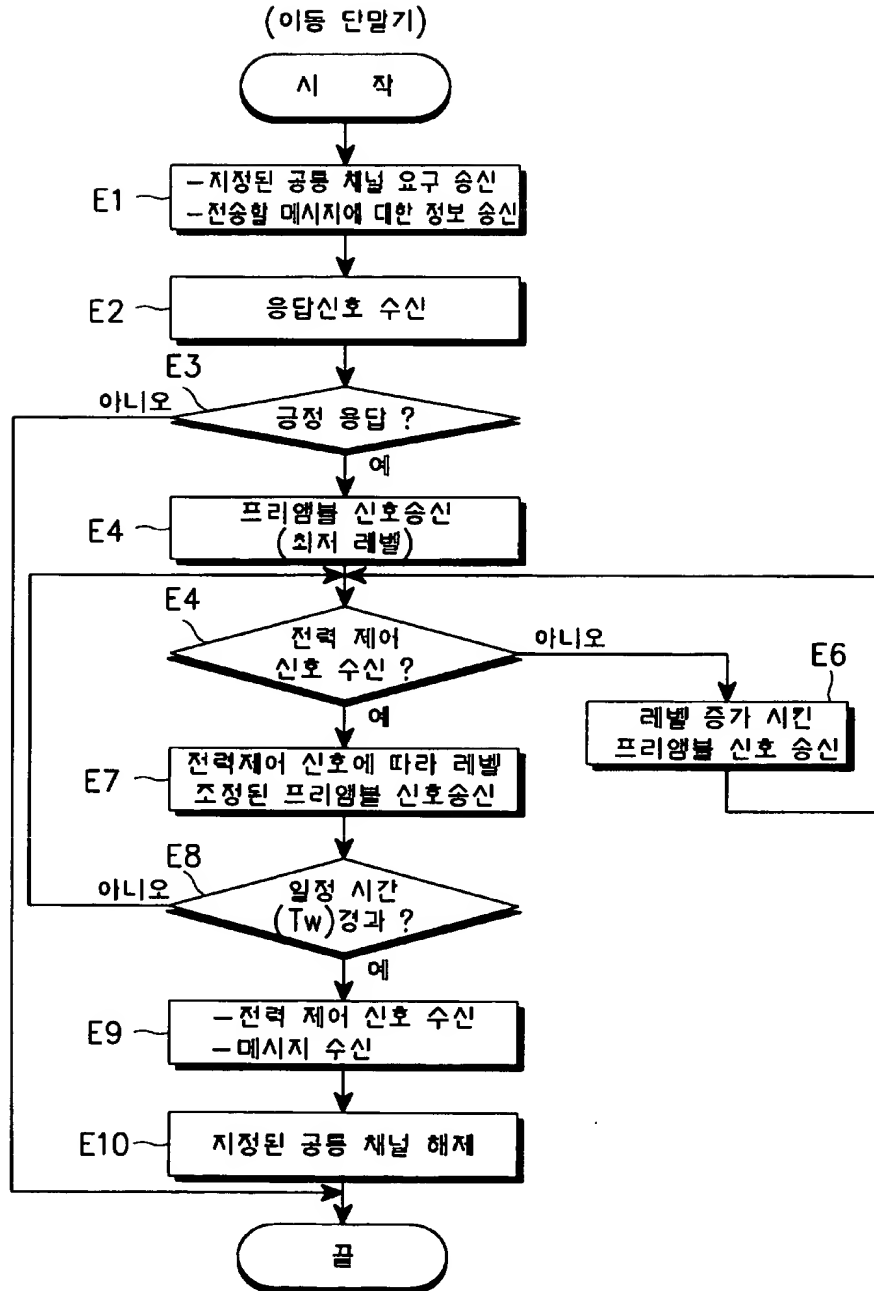 (이동 단말기)
시 작
E1
-지정된 공통 채널 요구 송신
-전송할 메시지에 대한 정보 송신
E2
응답신호 수신
E3
아니오
긍정 응답 ?
예
E4
프리앰블 신호송신
(최저 레벨)
E4
전력 제어
신호 수신 ?
아니오
예
E6
레벨 증가 시킨
프리앰블 신호 송신
E7
전력제어 신호에 따라 레벨
조정된 프리앰블 신호송신
E8
아니오
일정 시간
(Tw)경과 ?
예
E9
-전력 제어 신호 수신
-메시지 수신
E10
지정된 공통 채널 해제
끝